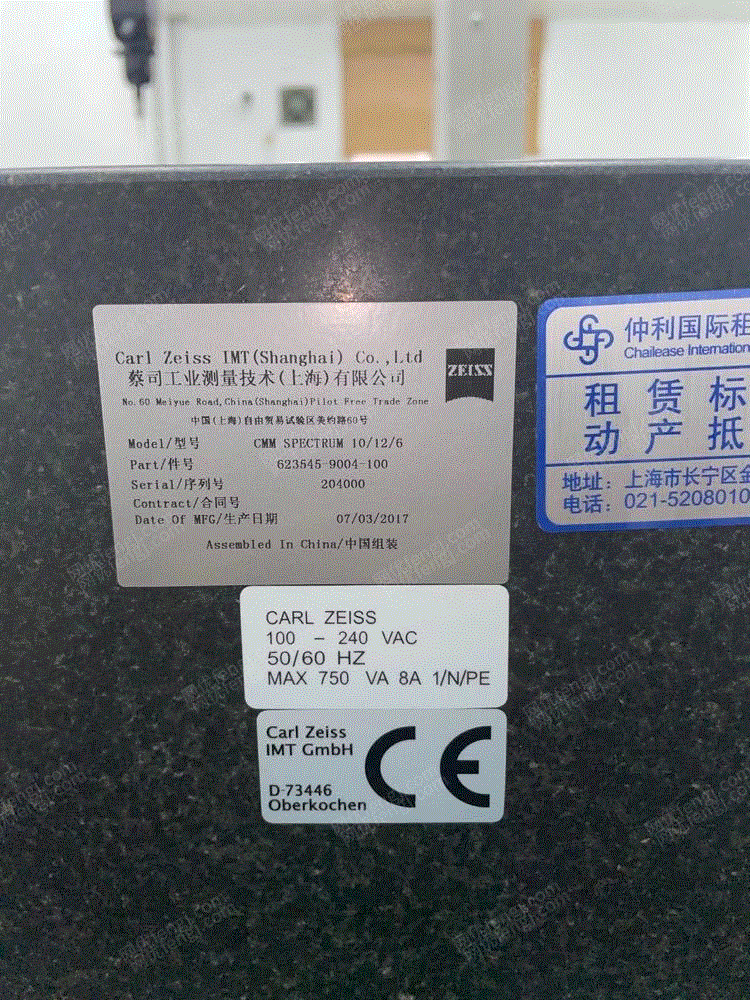 Carl Zeiss IMT(Shanghai) Co.,Ltd
蔡司工业测量技术(上海)有限公司
No.60 Meiyue Road,China(Shanghai)Pilot Free Trade Zone
中国(上海)自由贸易试验区美约路60号
ZEISS
Model/型号 CMM SPECTRUM 10/12/6
Part/件号 623545-9004-100
Serial/序列号 204000
Contract/合同号
Date Of MFG/生产日期 07/03/2017
Assembled In China/中国组装
仲利国际租
Chailease International
租赁标
动产抵
地址：上海市长宁区金
电话：021-5208010
CARL ZEISS
100 – 240 VAC
50/60 HZ
MAX 750 VA 8A 1/N/PE
Carl Zeiss
IMT GmbH
D-73446
Oberkochen
CE